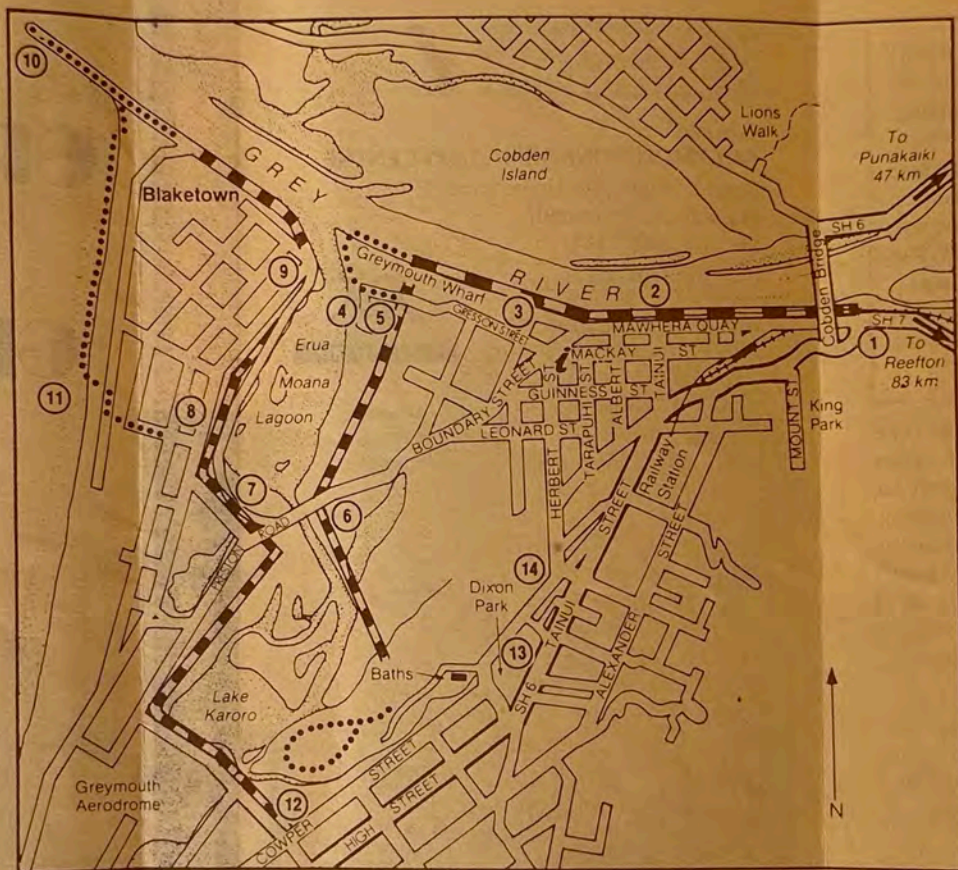 10
GREY
RIVER
Cobden
Island
Lions
Walk
To
Punakaiki
47 km
SH 6
Cobden Bridge
Blaketown
9
Greymouth Wharf
4
5
3
2
GRESSON STREET
MAWHERA QUAY
SH 7
To
Reefton
83 km
1
i
MACKAY ST
GUINNESS ST
LEONARD ST
BOUNDARY STREET
HERBERT ST
TARAPUHI ST
ALBERT
TAINUI
MOUNT ST
King
Park
Erua
Moana
Lagoon
11
8
7
6
ROAD
Railway
Station
STREET
STREET
14
Dixon
Park
13
TAINUI
ALEXANDER
SH 6
Baths
Lake
Karoro
Greymouth
Aerodrome
12
COWPER STREET
HIGH STREET
N